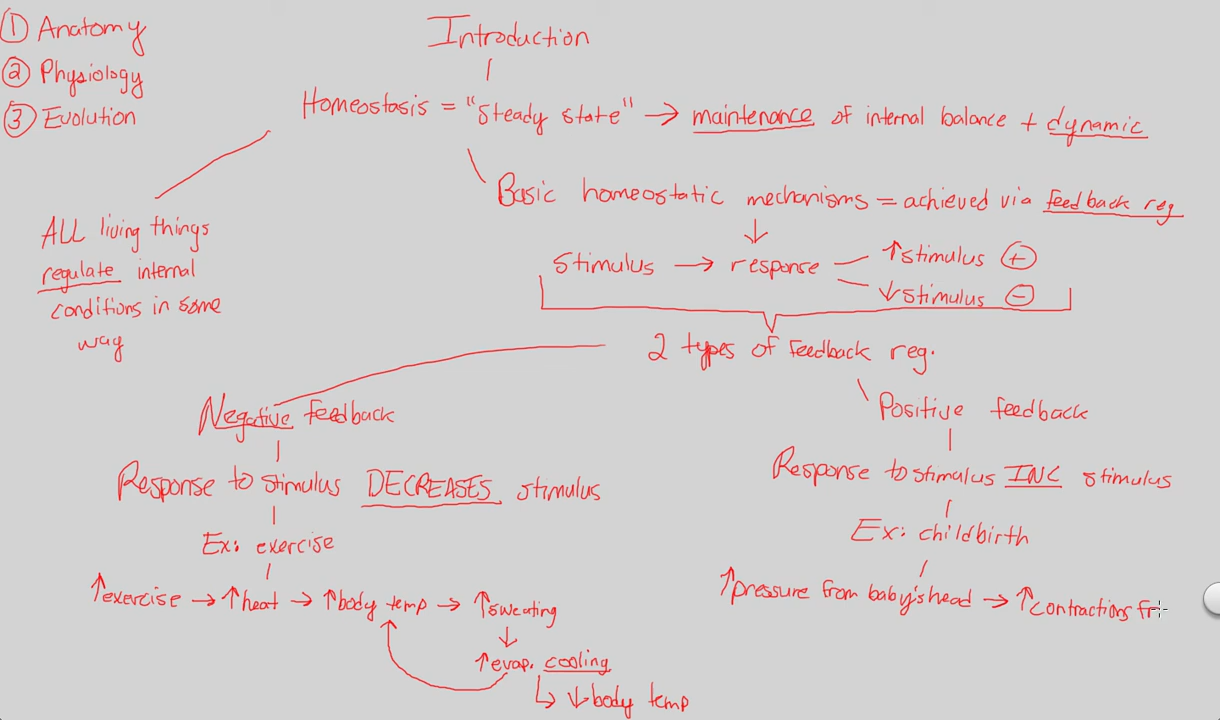 ① Anatomy
② Physiology
③ Evolution
Introduction
Homeostasis = "steady state" → maintenance of internal balance + dynamic
ALL living things
regulate internal
conditions in some
way
Basic homeostatic mechanisms = achieved via feedback reg
↓
Stimulus → response
↑stimulus ⊕
↓stimulus ⊖
2 types of feedback reg.
Negative feedback
Response to stimulus DECREASES stimulus
Ex: exercise
↑exercise → ↑heat → ↑body temp → ↑sweating
↓
↑evap. cooling
↳ ↓body temp
Positive feedback
Response to stimulus INC stimulus
Ex: childbirth
↑pressure from baby's head → ↑contractions fr